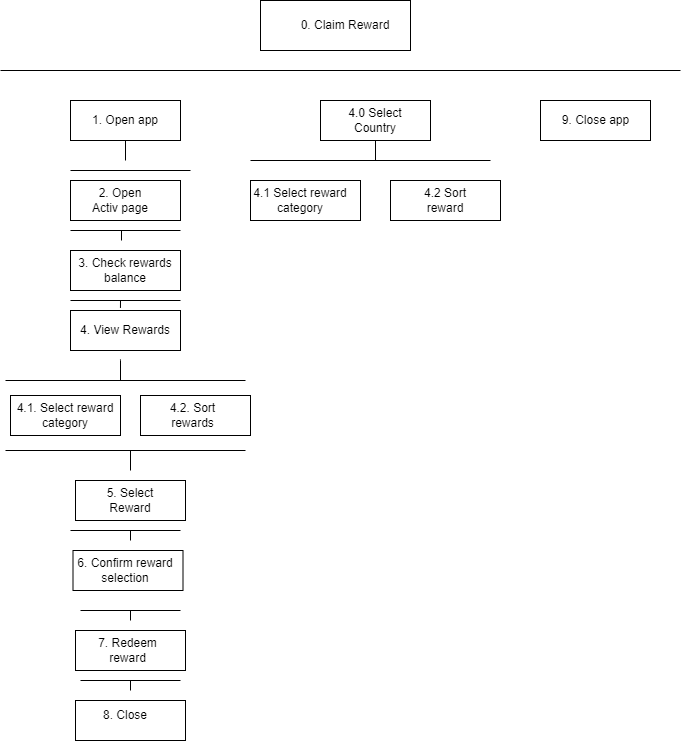 0. Claim Reward
1. Open app
4.0 Select
Country
9. Close app
2. Open
Activ page
4.1 Select reward
category
4.2 Sort
reward
3. Check rewards
balance
4. View Rewards
4.1. Select reward
category
4.2. Sort
rewards
5. Select
Reward
6. Confirm reward
selection
7. Redeem
reward
8. Close